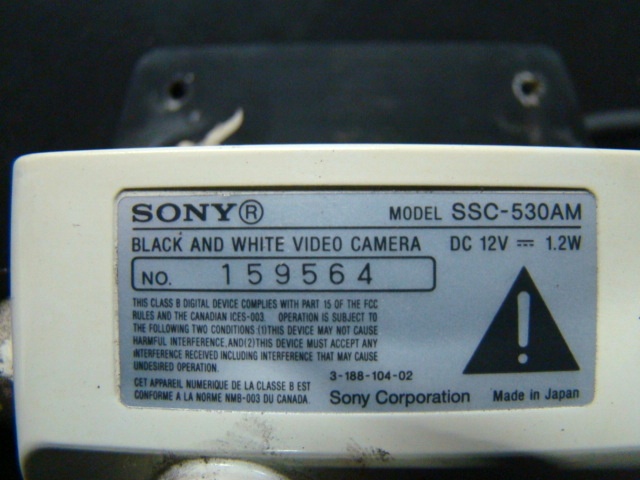 SONY® MODEL SSC-530AM
BLACK AND WHITE VIDEO CAMERA DC 12V ⎓ 1.2W
NO. 159564
THIS CLASS B DIGITAL DEVICE COMPLIES WITH PART 15 OF THE FCC
RULES AND THE CANADIAN ICES-003. OPERATION IS SUBJECT TO
THE FOLLOWING TWO CONDITIONS:(1)THIS DEVICE MAY NOT CAUSE
HARMFUL INTERFERENCE,AND(2)THIS DEVICE MUST ACCEPT ANY
INTERFERENCE RECEIVED INCLUDING INTERFERENCE THAT MAY CAUSE
UNDESIRED OPERATION.
CET APPAREIL NUMERIQUE DE LA CLASSE B EST
CONFORME A LA NORME NMB-003 DU CANADA.
!
3-188-104-02
Sony Corporation Made in Japan